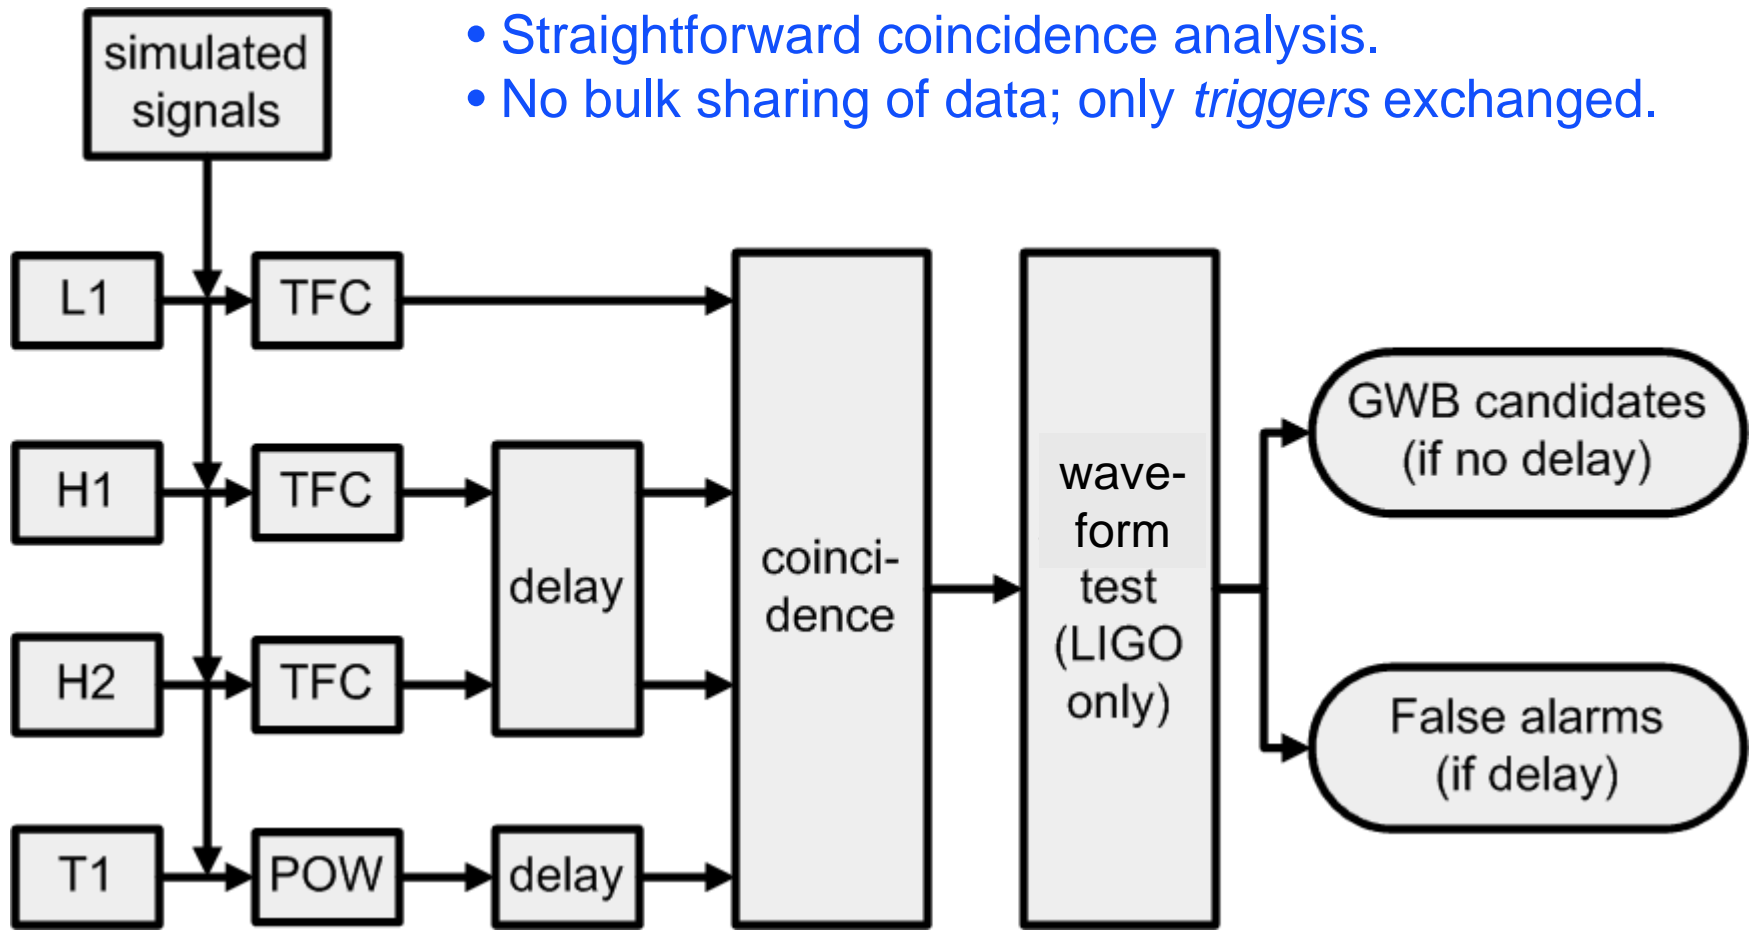 • Straightforward coincidence analysis.
• No bulk sharing of data; only triggers exchanged.
simulated
signals
L1
TFC
H1
TFC
H2
TFC
T1
POW
delay
delay
coinci-
dence
wave-
form
test
(LIGO
only)
GWB candidates
(if no delay)
False alarms
(if delay)